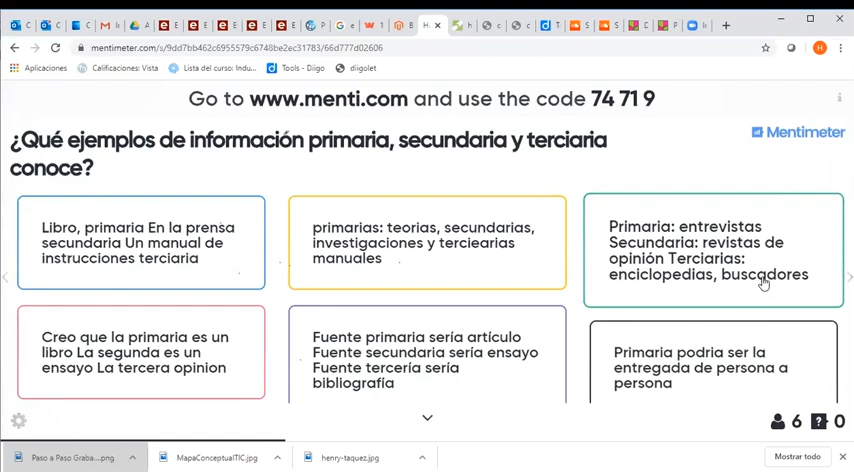 mentimeter.com/s/9dd7bb462c6955579c6748be2ec31783/66d777d02606
Aplicaciones
Calificaciones: Vista
Lista del curso: Indu...
Tools - Diigo
diigolet
Go to www.menti.com and use the code 74 71 9
¿Qué ejemplos de información primaria, secundaria y terciaria
conoce?
Mentimeter
Libro, primaria En la prensa
secundaria Un manual de
instrucciones terciaria
primarias: teorias, secundarias,
investigaciones y terciearias
manuales
Primaria: entrevistas
Secundaria: revistas de
opinión Terciarias:
enciclopedias, buscadores
Creo que la primaria es un
libro La segunda es un
ensayo La tercera opinion
Fuente primaria sería artículo
Fuente secundaria sería ensayo
Fuente tercería sería
bibliografía
Primaria podria ser la
entregada de persona a
persona
6
0
Paso a Paso Graba....png
MapaConceptualTIC.jpg
henry-taquez.jpg
Mostrar todo